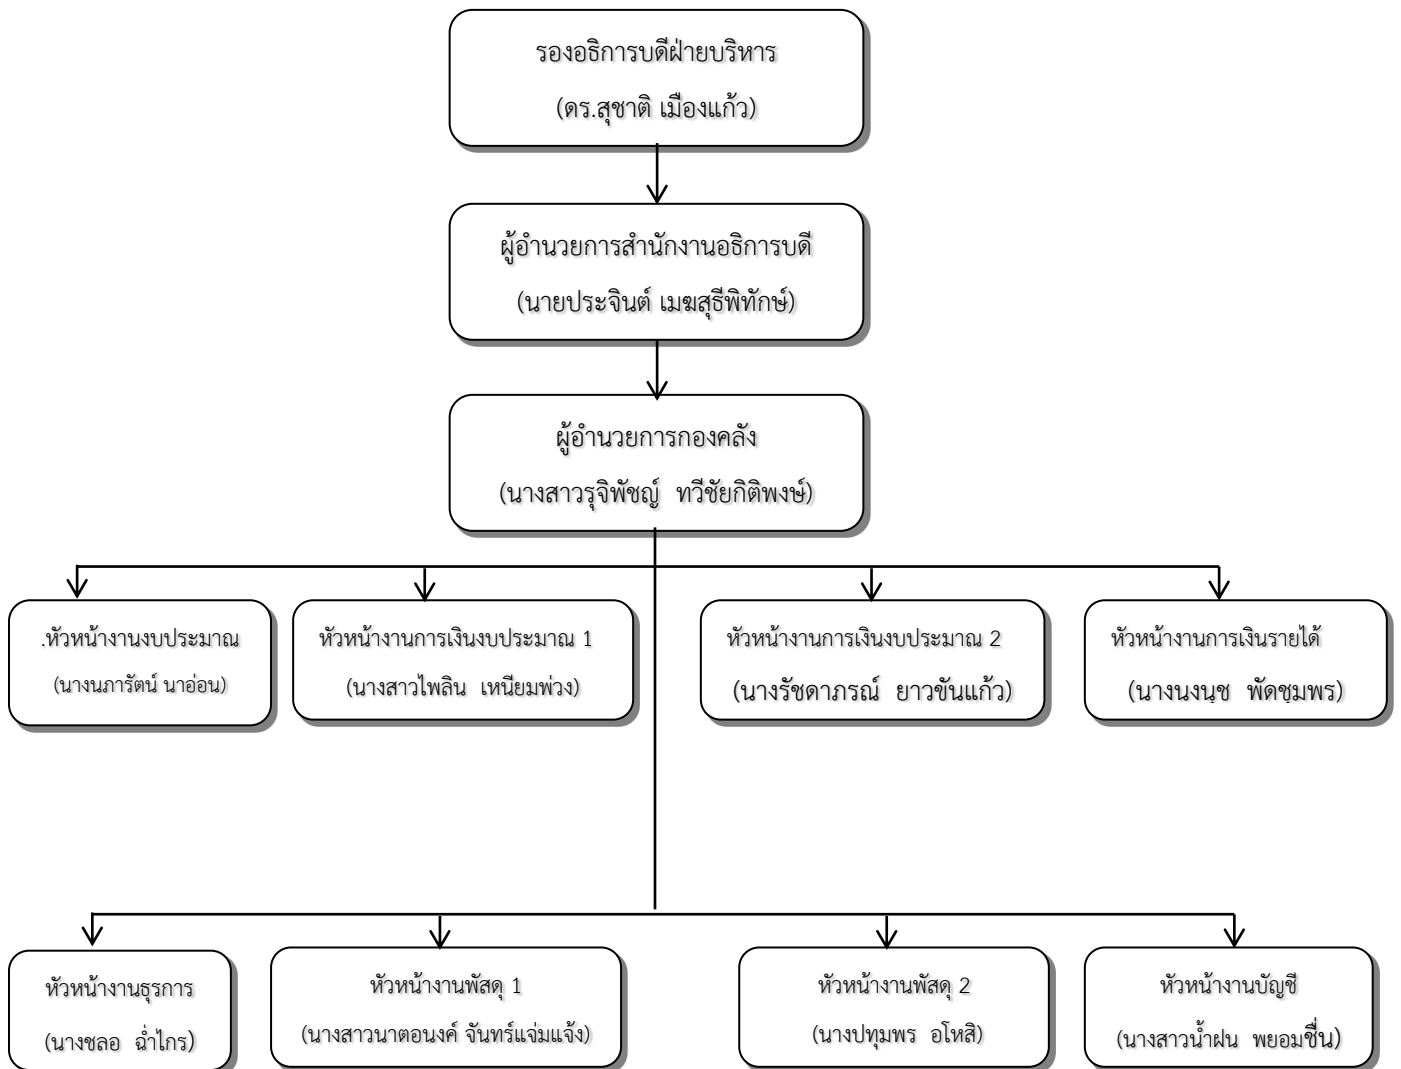 รองอธิการบดีฝ่ายบริหาร
(ดร.สุชาติ เมืองแก้ว)
ผู้อำนวยการสำนักงานอธิการบดี
(นายประจินต์ เมฆสุธีพิทักษ์)
ผู้อำนวยการกองคลัง
(นางสาวรุจิพัชญ์ ทวีชัยกิติพงษ์)
.หัวหน้างานงบประมาณ
(นางนภารัตน์ นาอ่อน)
หัวหน้างานการเงินงบประมาณ 1
(นางสาวไพลิน เหนียมพ่วง)
หัวหน้างานการเงินงบประมาณ 2
(นางรัชดาภรณ์ ยาวขันแก้ว)
หัวหน้างานการเงินรายได้
(นางนงนุช พัดชุมพร)
หัวหน้างานธุรการ
(นางชลอ ฉ่ำไกร)
หัวหน้างานพัสดุ 1
(นางสาวนาตอนงค์ จันทร์แจ่มแจ้ง)
หัวหน้างานพัสดุ 2
(นางปทุมพร อโหสิ)
หัวหน้างานบัญชี
(นางสาวน้ำฝน พยอมชื่น)